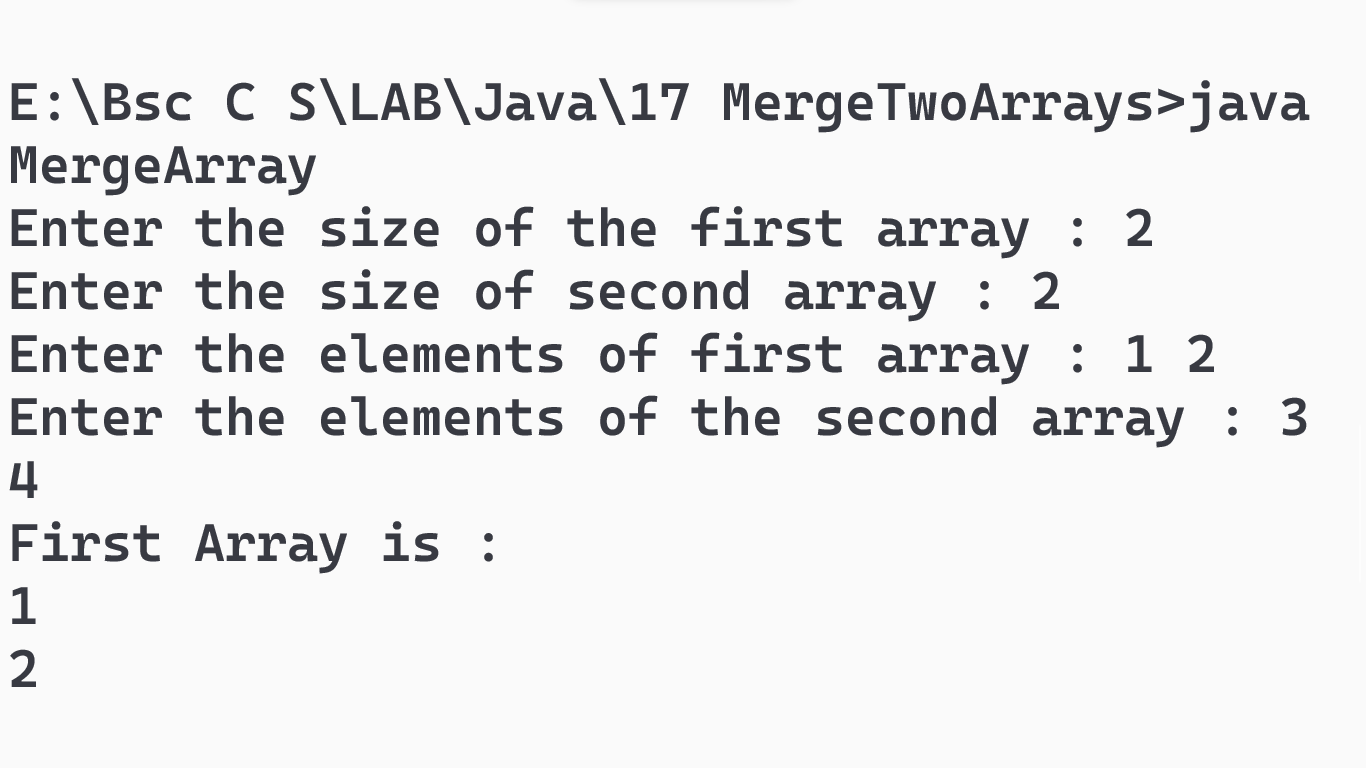 E:\Bsc C S\LAB\Java\17 MergeTwoArrays>java
MergeArray
Enter the size of the first array : 2
Enter the size of second array : 2
Enter the elements of first array : 1 2
Enter the elements of the second array : 3
4
First Array is :
1
2